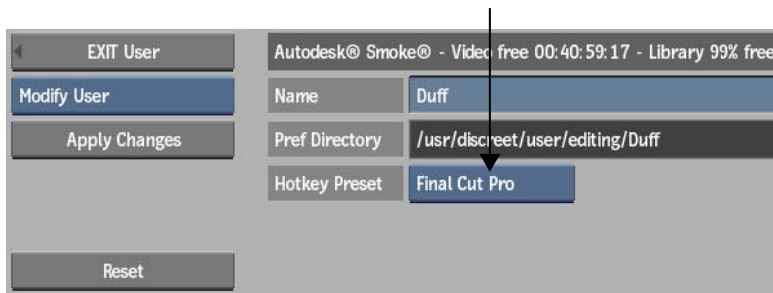 EXIT User
Autodesk® Smoke® - Video free 00:40:59:17 - Library 99% free
Modify User
Name
Duff
Apply Changes
Pref Directory
/usr/discreet/user/editing/Duff
Hotkey Preset
Final Cut Pro
Reset